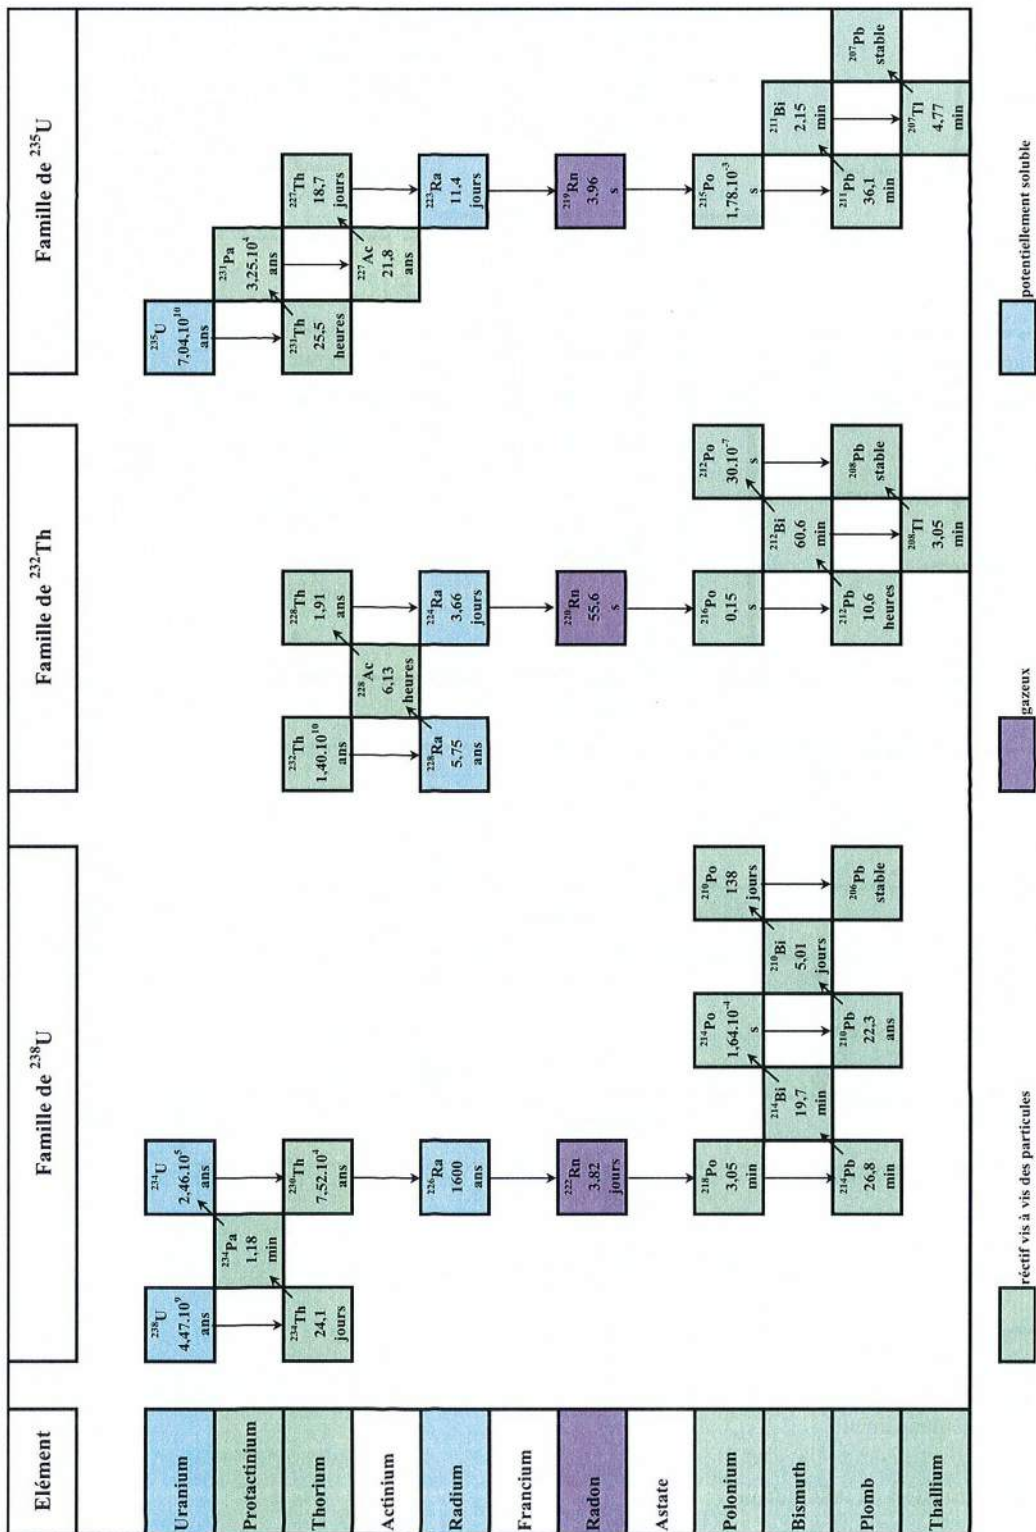 Elément
Famille de ²³⁸U
Famille de ²³²Th
Famille de ²³⁵U
Uranium
Protactinium
Thorium
Actinium
Radium
Francium
Radon
Astate
Polonium
Bismuth
Plomb
Thallium
²³⁸U
4,47.10⁹
ans
²³⁴U
2,46.10⁵
ans
²³⁴Pa
1,18
min
²³⁴Th
24,1
jours
²³⁰Th
7,52.10⁴
ans
²²⁶Ra
1600
ans
²²²Rn
3,82
jours
²¹⁸Po
3,05
min
²¹⁴Po
1,64.10⁻⁴
s
²¹⁰Po
138
jours
²¹⁴Bi
19,7
min
²¹⁰Bi
5,01
jours
²¹⁴Pb
26,8
min
²¹⁰Pb
22,3
ans
²⁰⁶Pb
stable
²³²Th
1,40.10¹⁰
ans
²²⁸Th
1,91
ans
²²⁸Ac
6,13
heures
²²⁸Ra
5,75
ans
²²⁴Ra
3,66
jours
²²⁰Rn
55,6
s
²¹⁶Po
0,15
s
²¹²Po
30.10⁻⁷
s
²¹²Bi
60,6
min
²¹²Pb
10,6
heures
²⁰⁸Pb
stable
²⁰⁸Tl
3,05
min
²³⁵U
7,04.10¹⁰
ans
²³¹Pa
3,25.10⁴
ans
²³¹Th
25,5
heures
²²⁷Th
18,7
jours
²²⁷Ac
21,8
ans
²²³Ra
11,4
jours
²¹⁹Rn
3,96
s
²¹⁵Po
1,78.10⁻³
s
²¹¹Bi
2,15
min
²¹¹Pb
36,1
min
²⁰⁷Pb
stable
²⁰⁷Tl
4,77
min
réctif vis à vis des particules
gazeux
potentiellement soluble